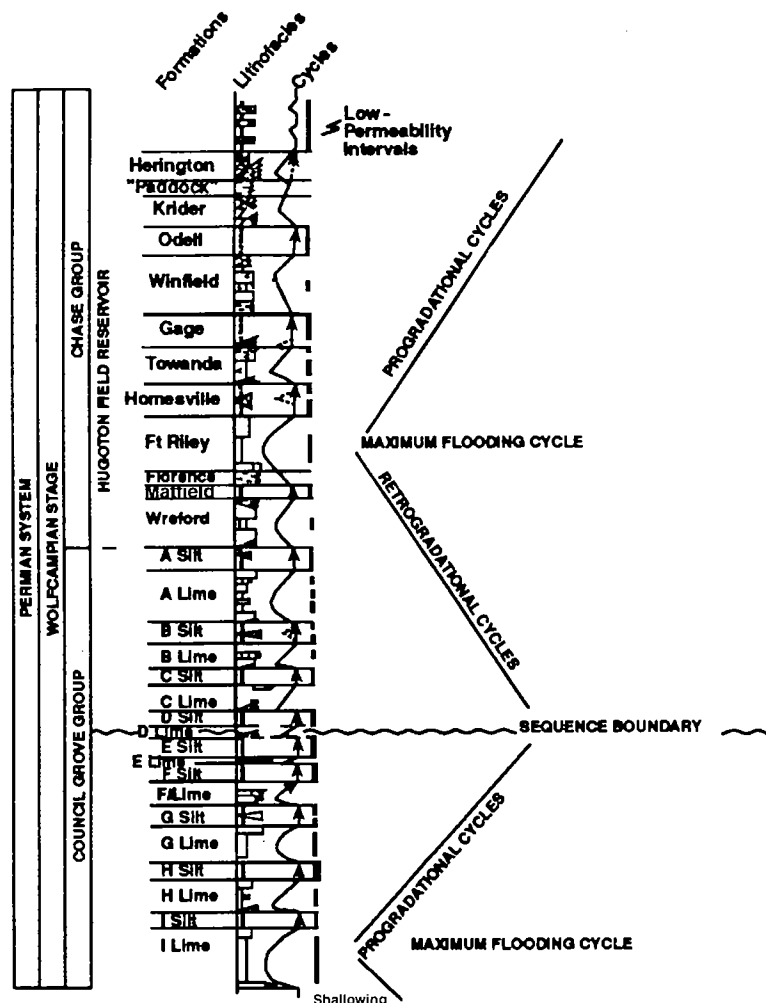 Formations
Lithofacies
Cycles
Low-
Permeability
Intervals
Herington
"Paddock"
Krider
Odell
Winfield
Gage
Towanda
Homesville
Ft Riley
Florence
Matfield
Wreford
A Silt
A Lime
B Silt
B Lime
C Silt
C Lime
D Silt
D Lime
E Silt
E Lime
F Silt
F/Lime
G Silt
G Lime
H Silt
H Lime
I Silt
I Lime
PERMIAN SYSTEM
WOLFCAMPIAN STAGE
CHASE GROUP
COUNCIL GROVE GROUP
HUGOTON FIELD RESERVOIR
PROGRADATIONAL CYCLES
MAXIMUM FLOODING CYCLE
RETROGRADATIONAL CYCLES
SEQUENCE BOUNDARY
PROGRADATIONAL CYCLES
MAXIMUM FLOODING CYCLE
Shallowing